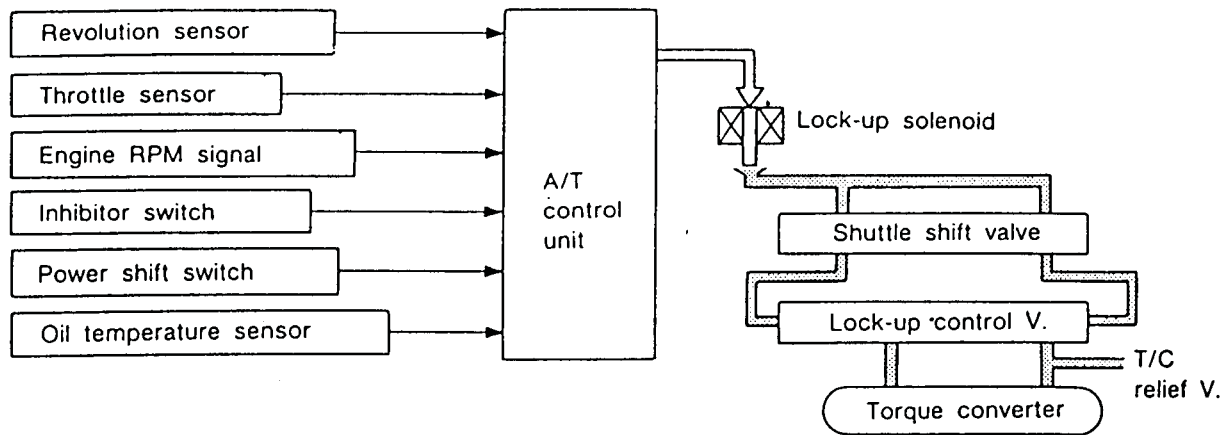 Revolution sensor
Throttle sensor
Engine RPM signal
Inhibitor switch
Power shift switch
Oil temperature sensor
A/T
control
unit
Lock-up solenoid
Shuttle shift valve
Lock-up control V.
T/C
relief V.
Torque converter